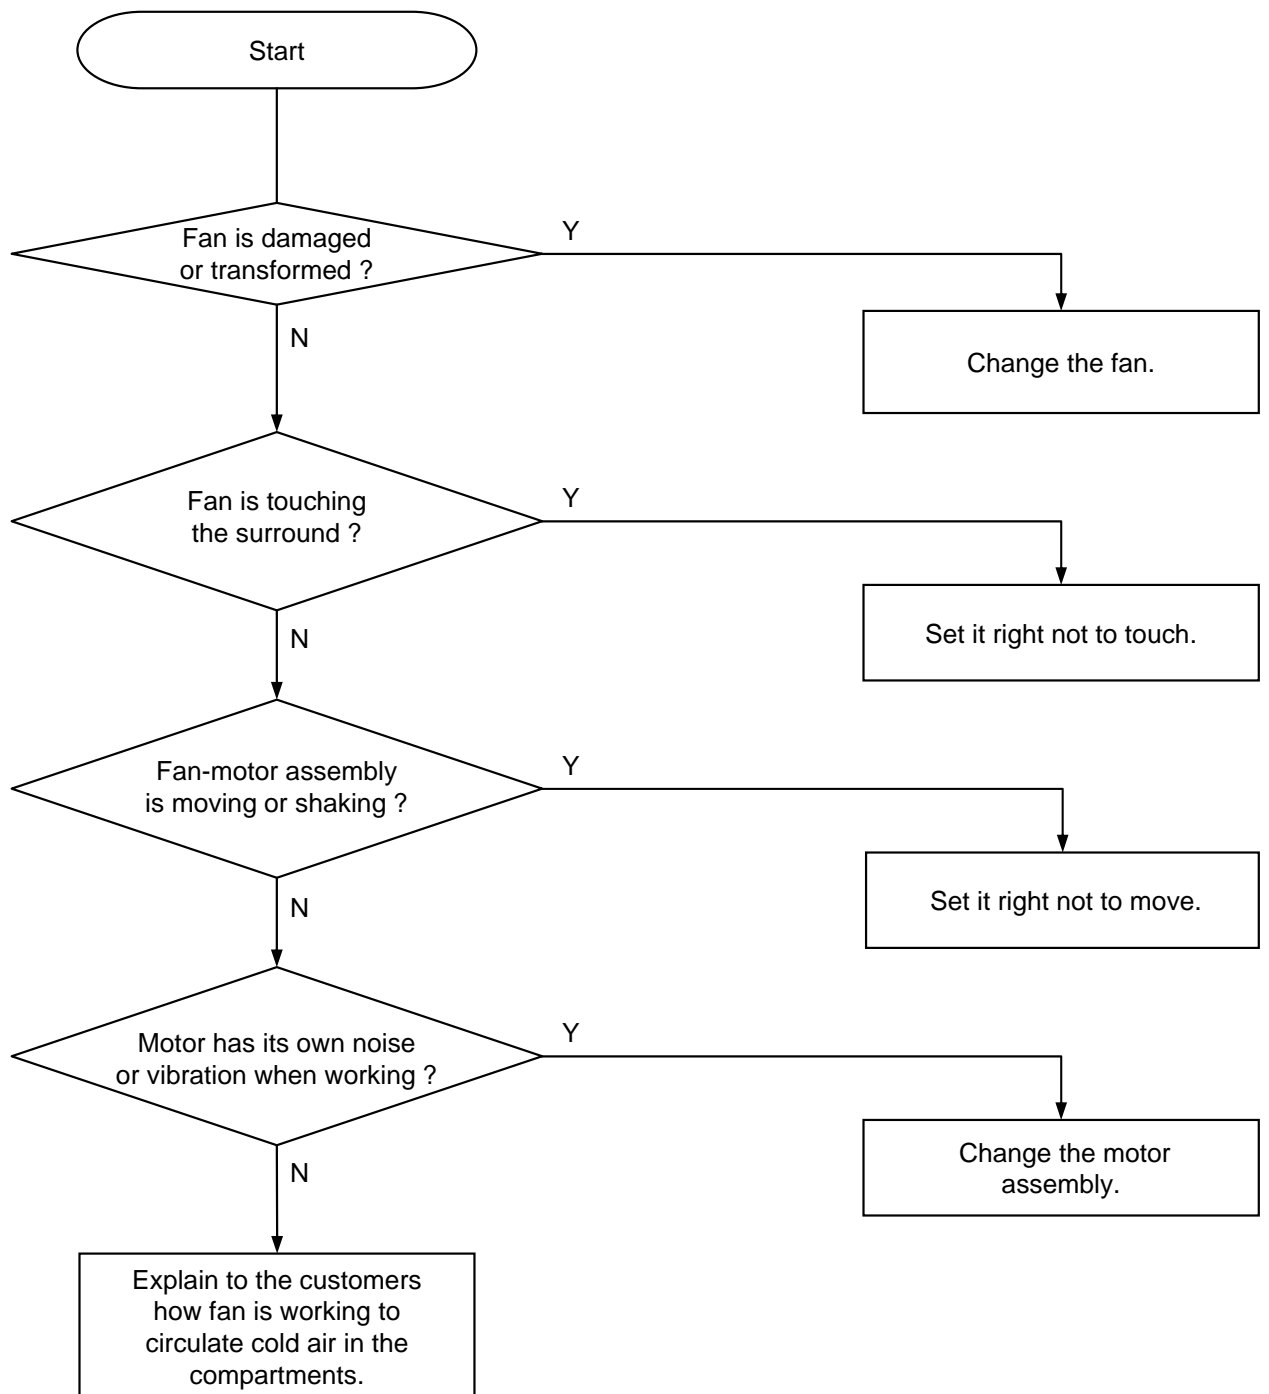 Start
Fan is damaged
or transformed ?
Y
N
Change the fan.
Fan is touching
the surround ?
Y
N
Set it right not to touch.
Fan-motor assembly
is moving or shaking ?
Y
N
Set it right not to move.
Motor has its own noise
or vibration when working ?
Y
N
Change the motor
assembly.
Explain to the customers
how fan is working to
circulate cold air in the
compartments.